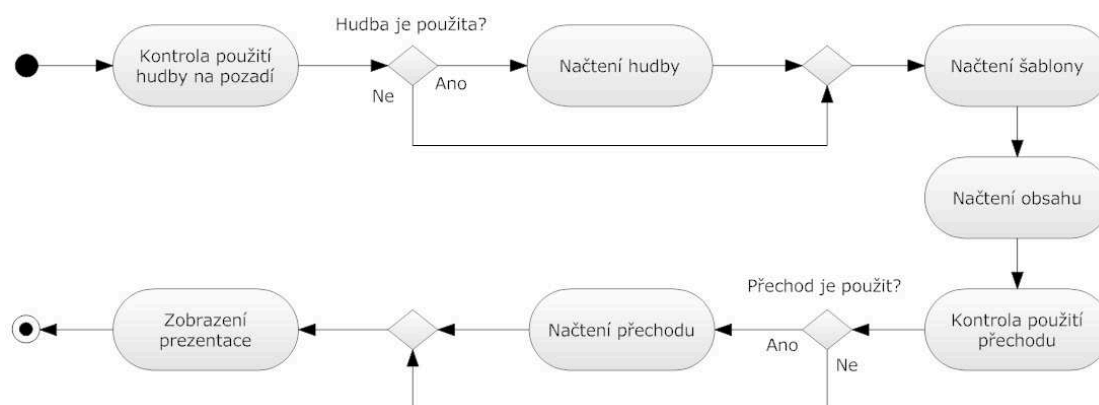 Hudba je použita?
Kontrola použití
hudby na pozadí
Ne
Ano
Načtení hudby
Načtení šablony
Načtení obsahu
Přechod je použit?
Kontrola použití
přechodu
Ano
Ne
Načtení přechodu
Zobrazení
prezentace